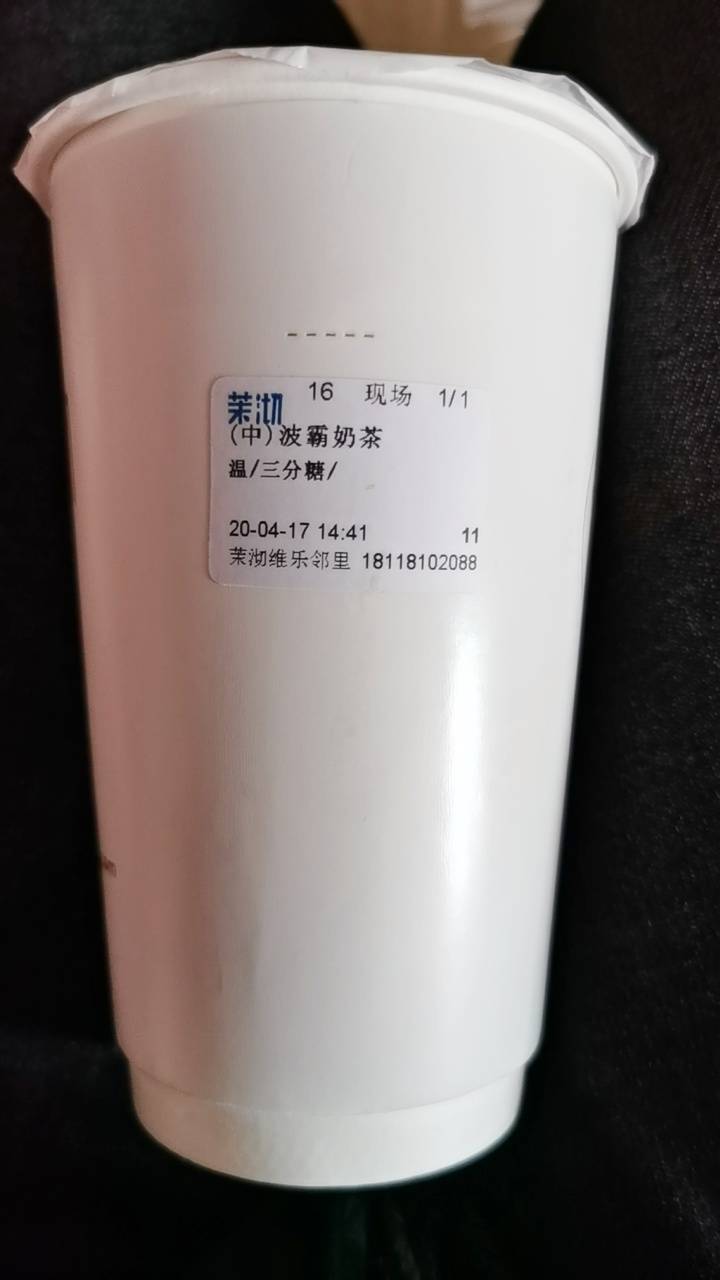 -----
茉沏 16 现场 1/1
(中)波霸奶茶
温/三分糖/
20-04-17 14:41 11
茉沏维乐邻里 18118102088